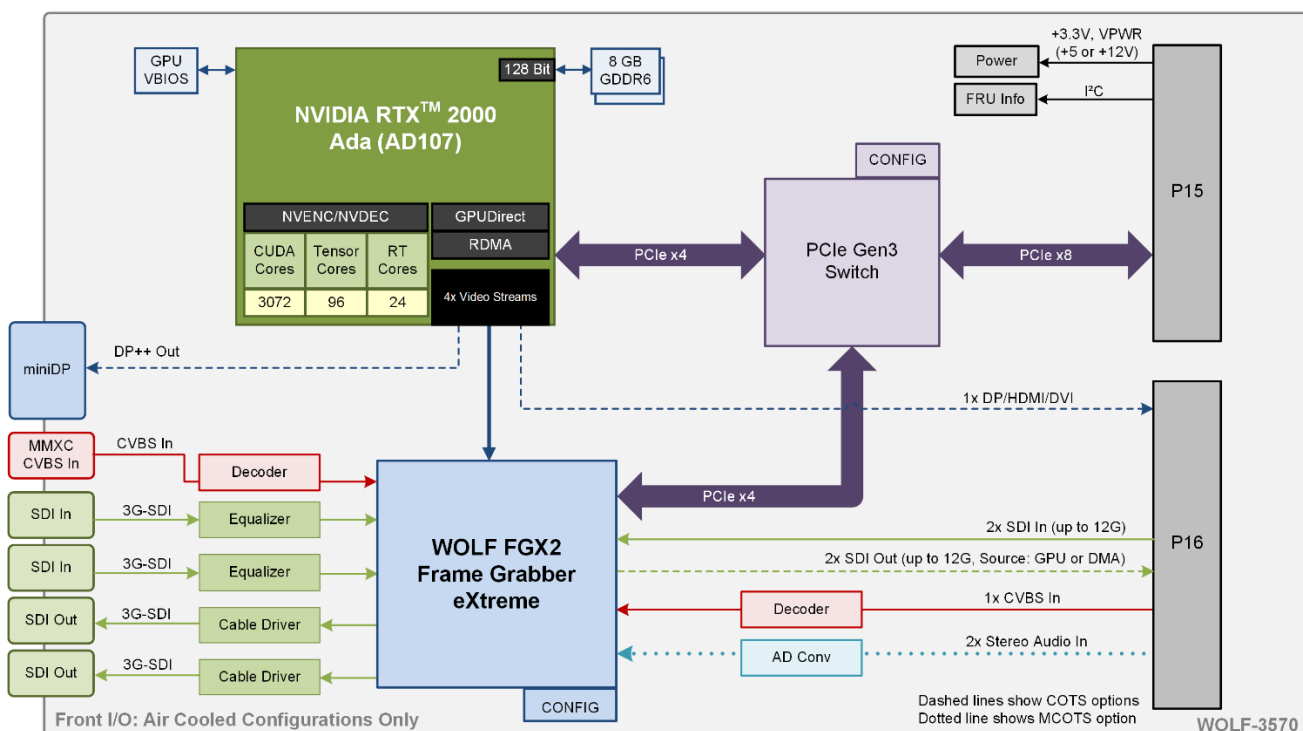 GPU
VBIOS
128 Bit
8 GB
GDDR6
NVIDIA RTX™ 2000
Ada (AD107)
NVENC/NVDEC
GPUDirect
RDMA
CUDA
Cores
Tensor
Cores
RT
Cores
3072
96
24
4x Video Streams
+3.3V, VPWR
(+5 or +12V)
Power
FRU Info
I²C
P15
CONFIG
PCIe Gen3
Switch
PCIe x4
PCIe x8
miniDP
DP++ Out
1x DP/HDMI/DVI
MMXC
CVBS In
CVBS In
Decoder
SDI In
3G-SDI
Equalizer
SDI In
3G-SDI
Equalizer
SDI Out
3G-SDI
Cable Driver
SDI Out
3G-SDI
Cable Driver
WOLF FGX2
Frame Grabber
eXtreme
CONFIG
PCIe x4
2x SDI In (up to 12G)
2x SDI Out (up to 12G, Source: GPU or DMA)
Decoder
1x CVBS In
AD Conv
2x Stereo Audio In
P16
Dashed lines show COTS options
Dotted line shows MCOTS option
Front I/O: Air Cooled Configurations Only
WOLF-3570